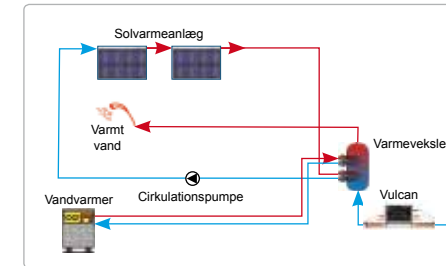 Solvarmeanlæg
Varmt
vand
Varmeveksle
Cirkulationspumpe
Vandvarmer
Vulcan